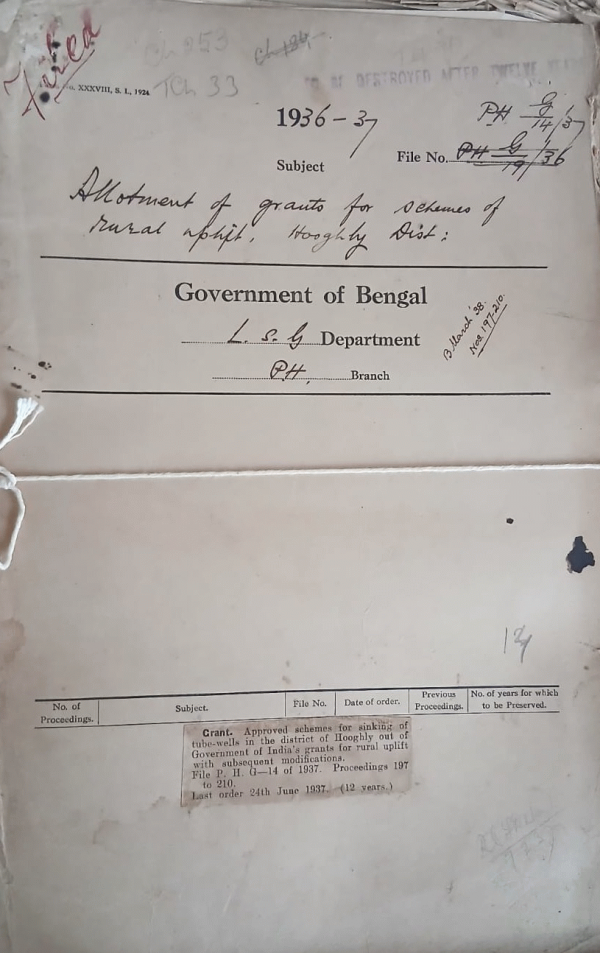 Ch 253
Ch 184
TO BE DESTROYED AFTER TWELVE
No. XXXVIII, S. I., 1924
TCh 33
1936-37
PH G/14/37
Subject
File No. PH G/19/36
Allotment of grants for schemes of
rural uplift, Hooghly Dist:
Government of Bengal
L. S. G Department
PH, Branch
B March '38.
Nos 197-210.
No. of Proceedings. Subject. File No. Date of order. Previous Proceedings. No. of years for which to be Preserved.
Grant. Approved schemes for sinking of
tube-wells in the district of Hooghly out of
Government of India's grants for rural uplift
with subsequent modifications.
File P. H. G—14 of 1937. Proceedings 197
to 210.
Last order 24th June 1937. (12 years.)